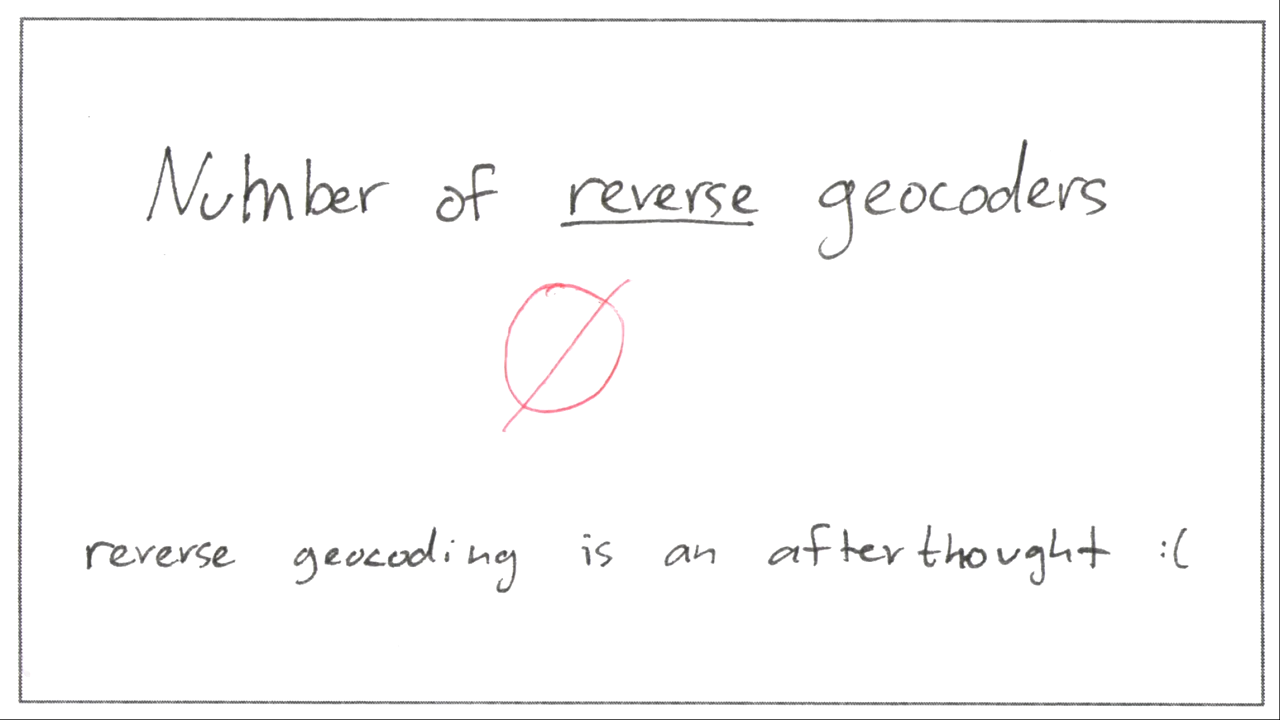 Number of reverse geocoders
Ø
reverse geocoding is an afterthought :(